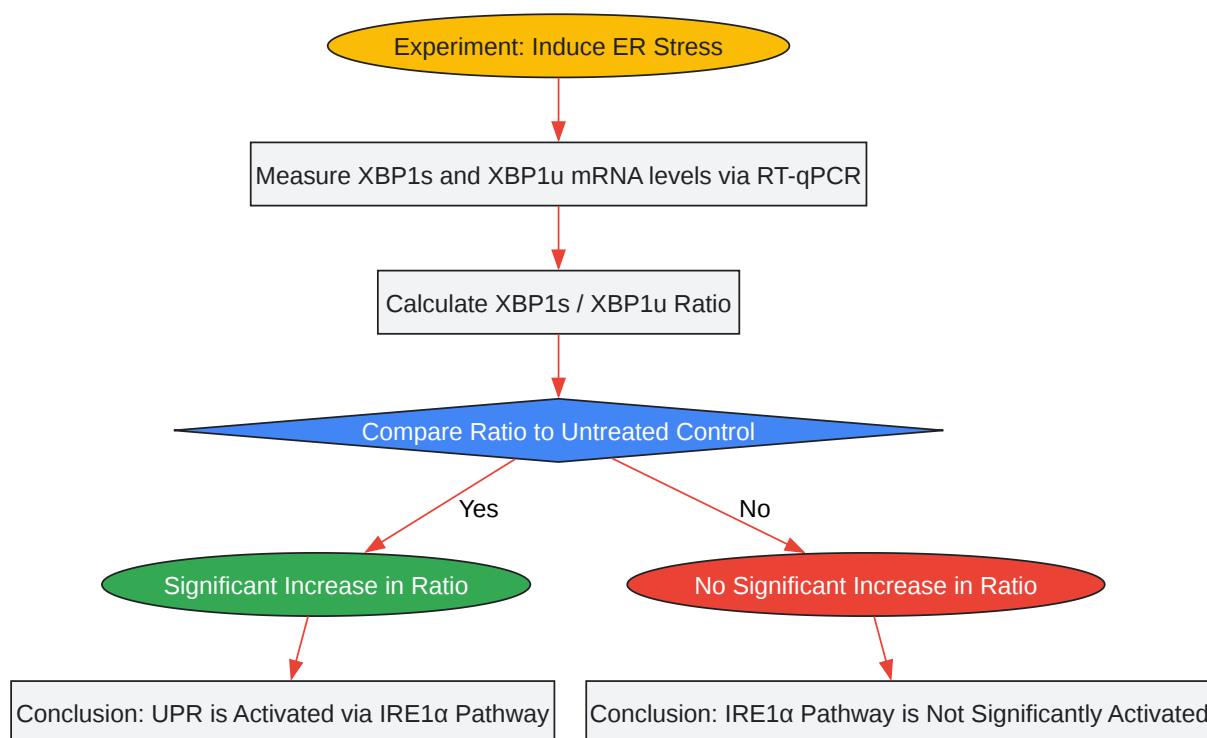 Experiment: Induce ER Stress
Measure XBP1s and XBP1u mRNA levels via RT-qPCR
Calculate XBP1s / XBP1u Ratio
Compare Ratio to Untreated Control
Yes
No
Significant Increase in Ratio
No Significant Increase in Ratio
Conclusion: UPR is Activated via IRE1α Pathway
Conclusion: IRE1α Pathway is Not Significantly Activated